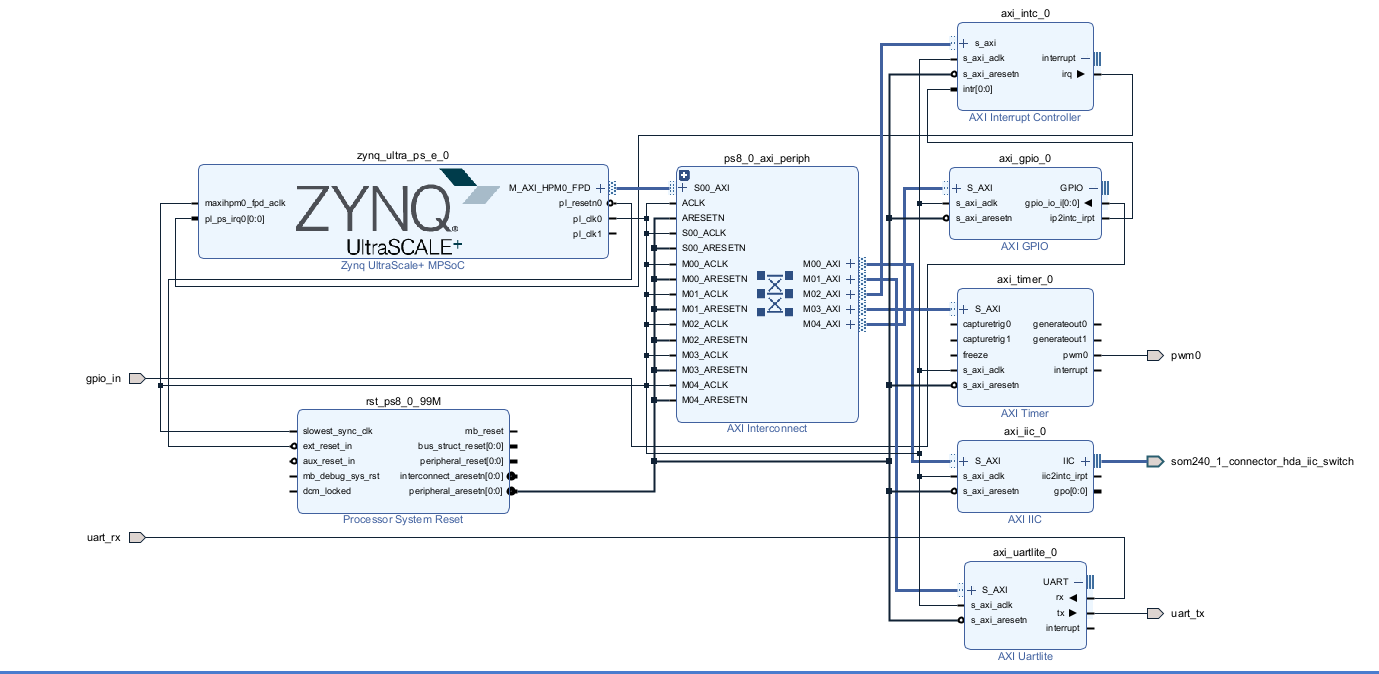 axi_intc_0
s_axi
s_axi_aclk
s_axi_aresetn
intr[0:0]
interrupt
irq
AXI Interrupt Controller
zynq_ultra_ps_e_0
maxihpm0_fpd_aclk
pl_ps_irq0[0:0]
ZYNQ®
UltraSCALE+
M_AXI_HPM0_FPD
pl_resetn0
pl_clk0
pl_clk1
Zynq UltraScale+ MPSoC
ps8_0_axi_periph
S00_AXI
ACLK
ARESETN
S00_ACLK
S00_ARESETN
M00_ACLK
M00_ARESETN
M01_ACLK
M01_ARESETN
M02_ACLK
M02_ARESETN
M03_ACLK
M03_ARESETN
M04_ACLK
M04_ARESETN
M00_AXI
M01_AXI
M02_AXI
M03_AXI
M04_AXI
AXI Interconnect
axi_gpio_0
S_AXI
s_axi_aclk
s_axi_aresetn
GPIO
gpio_io_i[0:0]
ip2intc_irpt
AXI GPIO
axi_timer_0
S_AXI
capturetrig0
capturetrig1
freeze
s_axi_aclk
s_axi_aresetn
generateout0
generateout1
pwm0
interrupt
AXI Timer
pwm0
gpio_in
rst_ps8_0_99M
slowest_sync_clk
ext_reset_in
aux_reset_in
mb_debug_sys_rst
dcm_locked
mb_reset
bus_struct_reset[0:0]
peripheral_reset[0:0]
interconnect_aresetn[0:0]
peripheral_aresetn[0:0]
Processor System Reset
axi_iic_0
S_AXI
s_axi_aclk
s_axi_aresetn
IIC
iic2intc_irpt
gpo[0:0]
AXI IIC
som240_1_connector_hda_iic_switch
uart_rx
axi_uartlite_0
S_AXI
s_axi_aclk
s_axi_aresetn
UART
rx
tx
interrupt
AXI Uartlite
uart_tx